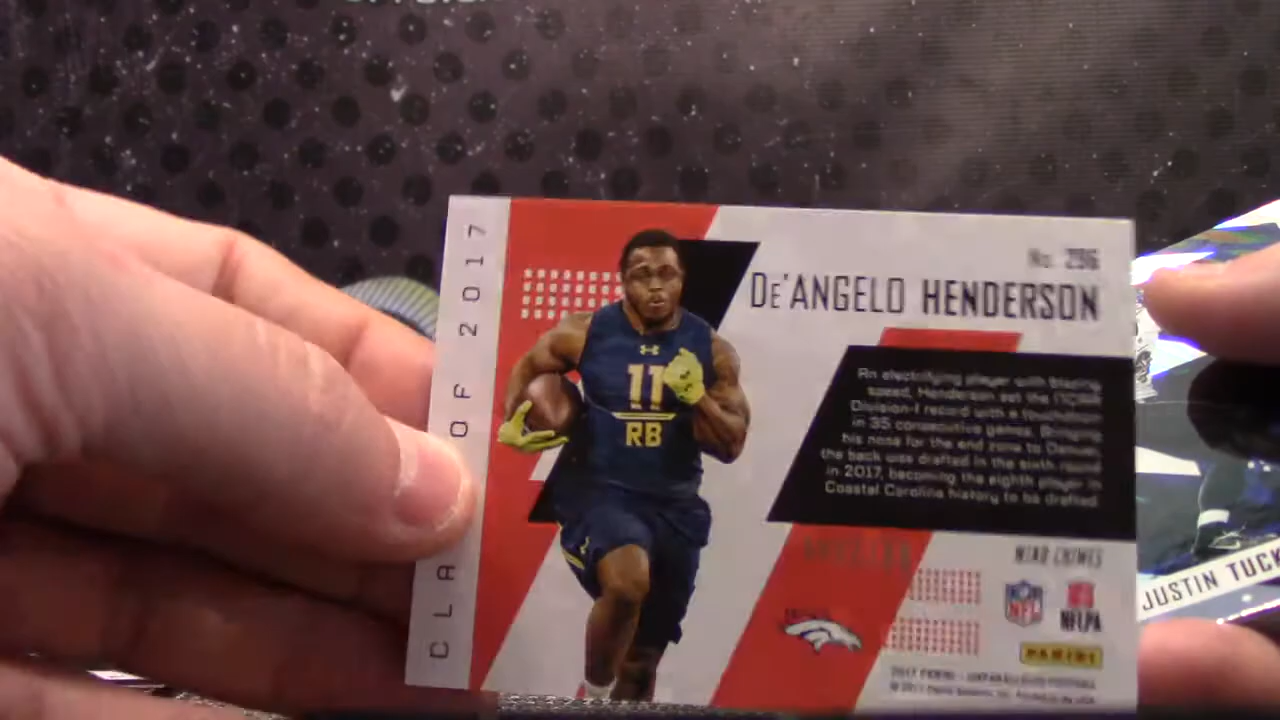 CLA OF 2017
No. 296
DE'ANGELO HENDERSON
11
RB
An electrifying player with blazing
speed, Henderson set the NCAA
Division-I record with a touchdown
in 35 consecutive games. Bringing
his nose for the end zone to Denver,
the back was drafted in the sixth round
in 2017, becoming the eighth player in
Coastal Carolina history to be drafted.
NFL
NFLPA
PANINI
JUSTIN TUCK